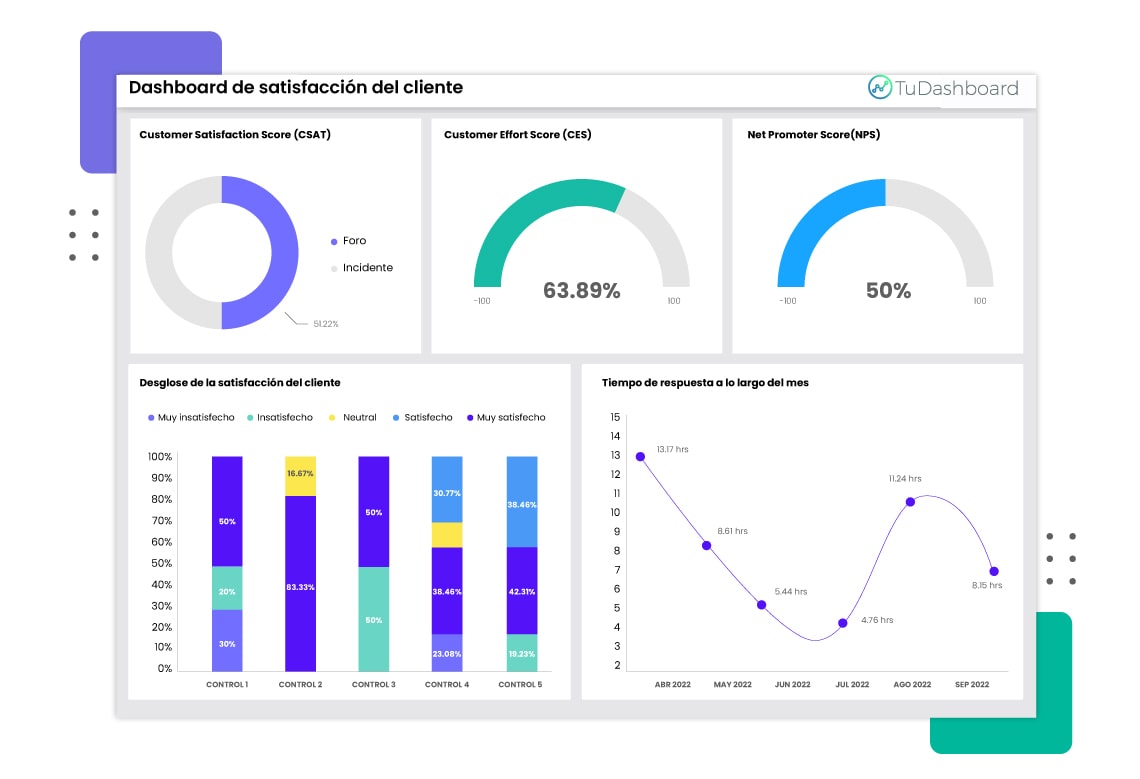 Dashboard de satisfacción del cliente
TuDashboard
Customer Satisfaction Score (CSAT)
Foro
Incidente
51.22%
Customer Effort Score (CES)
63.89%
-100
100
Net Promoter Score(NPS)
50%
-100
100
Desglose de la satisfacción del cliente
Muy insatisfecho Insatisfecho Neutral Satisfecho Muy satisfecho
100%
90%
80%
70%
60%
50%
40%
30%
20%
10%
0%
50%
20%
30%
16.67%
83.33%
50%
50%
30.77%
38.46%
23.08%
38.46%
42.31%
19.23%
CONTROL 1 CONTROL 2 CONTROL 3 CONTROL 4 CONTROL 5
Tiempo de respuesta a lo largo del mes
15
14
13
12
11
10
9
8
7
6
5
4
3
2
13.17 hrs
8.61 hrs
5.44 hrs
4.76 hrs
11.24 hrs
8.15 hrs
ABR 2022 MAY 2022 JUN 2022 JUL 2022 AGO 2022 SEP 2022